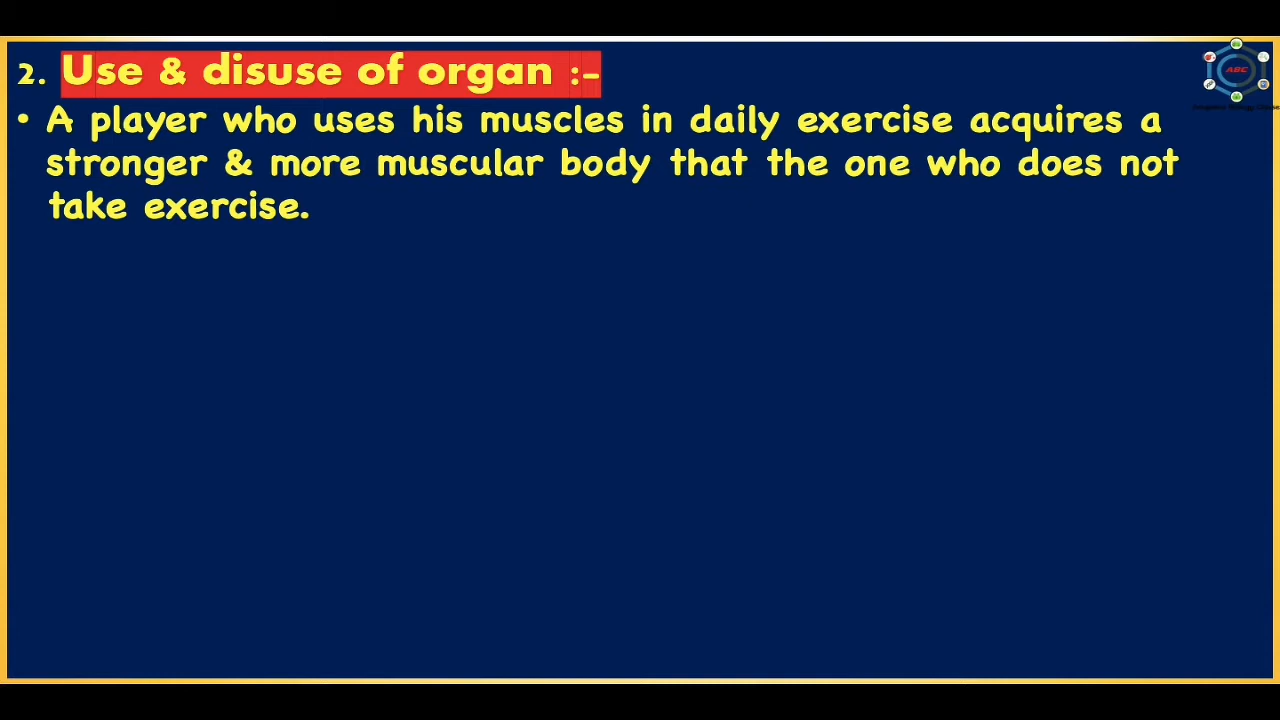 2. Use & disuse of organ :-
• A player who uses his muscles in daily exercise acquires a
stronger & more muscular body that the one who does not
take exercise.
ABC